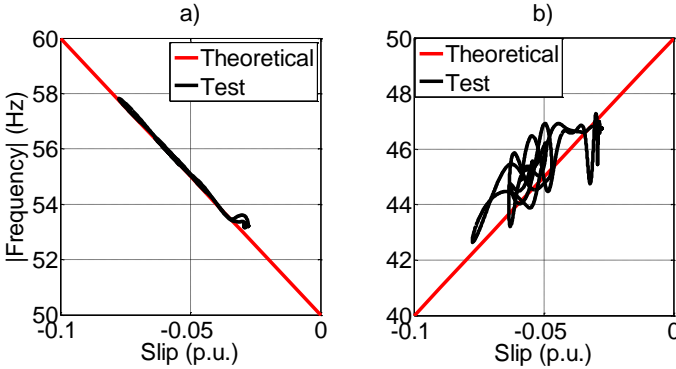 a)
|Frequency| (Hz)
60
58
56
54
52
50
-0.1
-0.05
0
Slip (p.u.)
Theoretical
Test
b)
50
48
46
44
42
40
-0.1
-0.05
0
Slip (p.u.)
Theoretical
Test